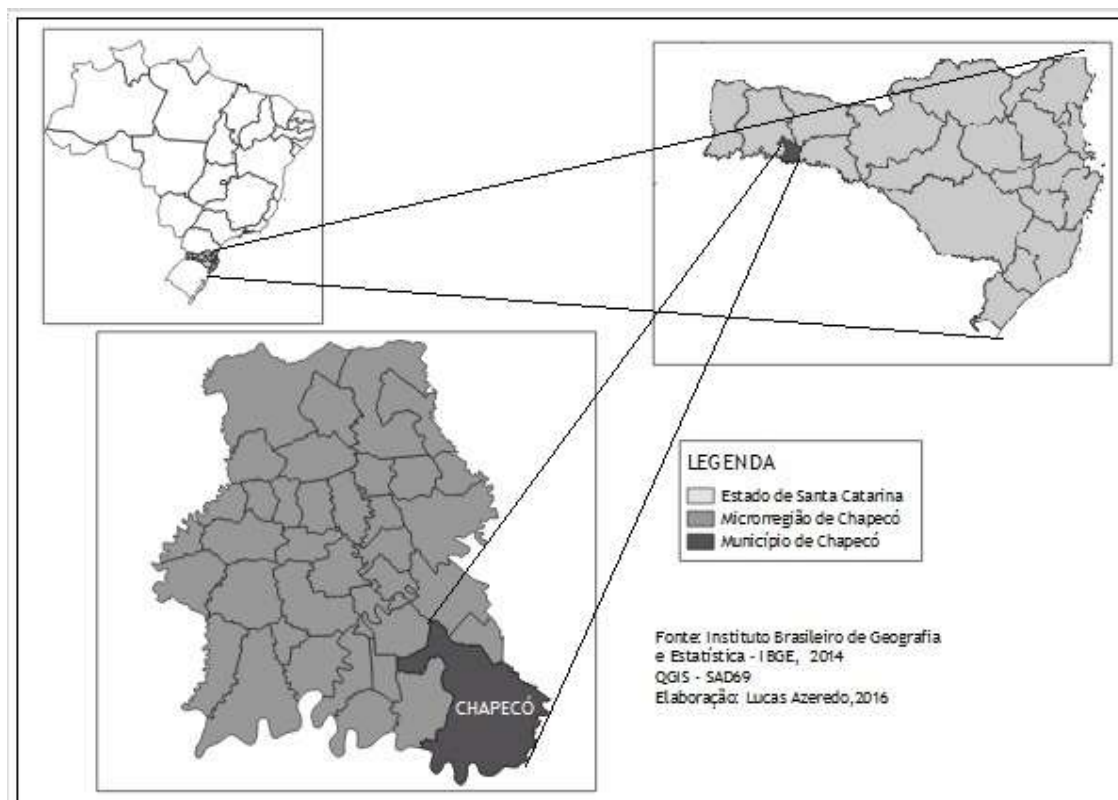 CHAPECÓ
LEGENDA
Estado de Santa Catarina
Microrregião de Chapecó
Município de Chapecó
Fonte: Instituto Brasileiro de Geografia
e Estatística - IBGE, 2014
QGIS - SAD69
Elaboração: Lucas Azeredo,2016